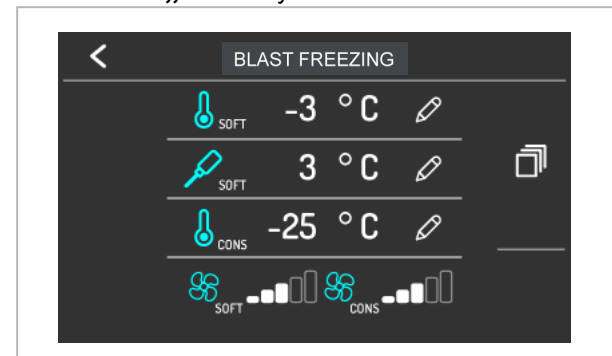 BLAST FREEZING
SOFT -3 °C
SOFT 3 °C
CONS -25 °C
SOFT CONS